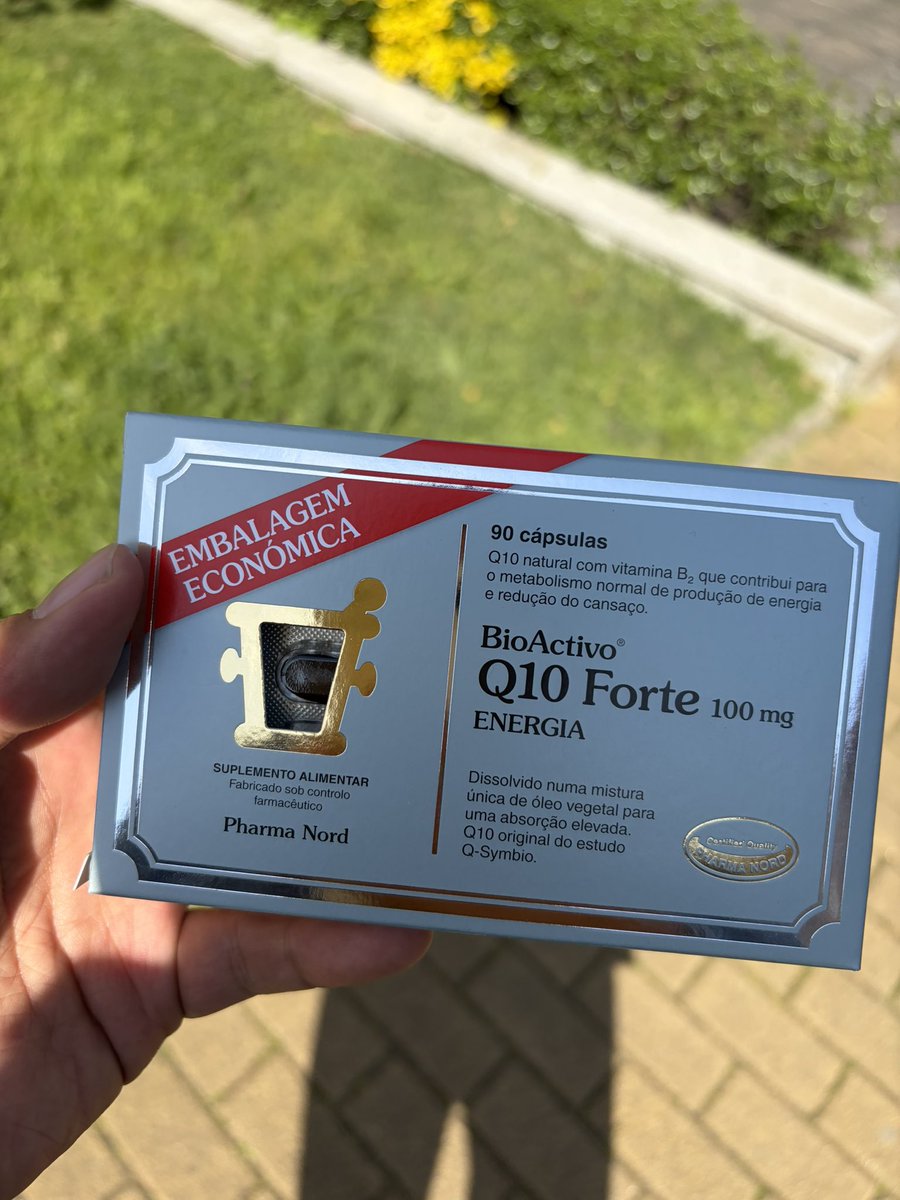 EMBALAGEM
ECONÓMICA
SUPLEMENTO ALIMENTAR
Fabricado sob controlo
farmacêutico
Pharma Nord
90 cápsulas
Q10 natural com vitamina B₂ que contribui para
o metabolismo normal de produção de energia
e redução do cansaço.
BioActivo®
Q10 Forte 100 mg
ENERGIA
Dissolvido numa mistura
única de óleo vegetal para
uma absorção elevada.
Q10 original do estudo
Q-Symbio.
Certified Quality
PHARMA NORD